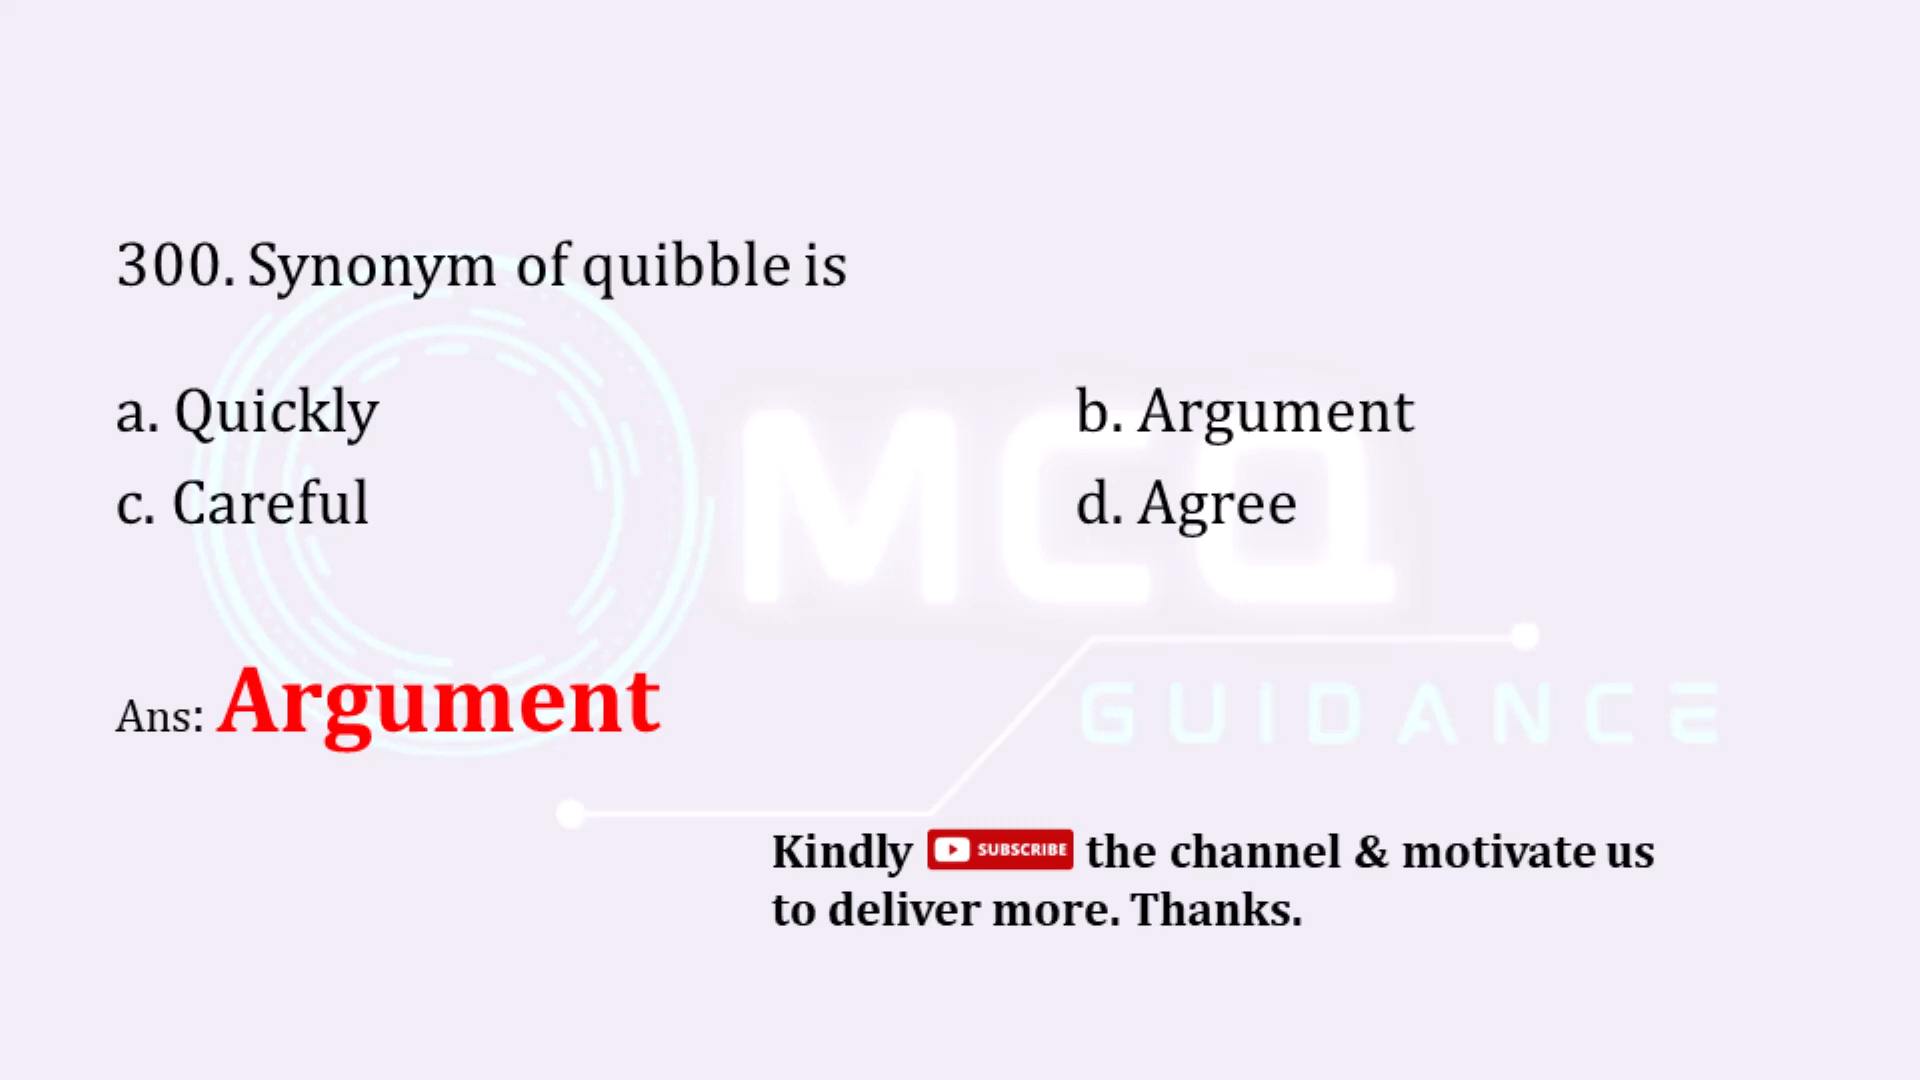 300. Synonym of quibble is
a. Quickly
b. Argument
c. Careful
d. Agree
MCQ
GUIDANCE
Ans: Argument
Kindly SUBSCRIBE the channel & motivate us
to deliver more. Thanks.